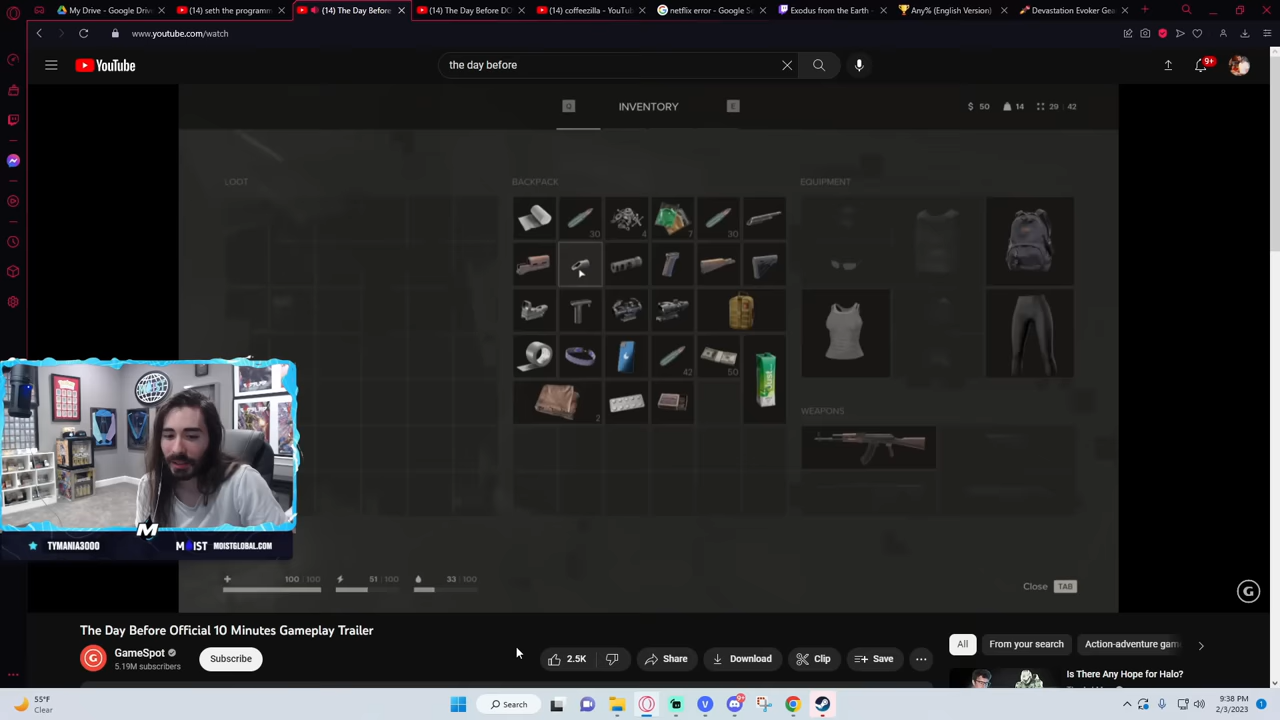 My Drive - Google Driv
(14) seth the programm
(14) The Day Before
(14) The Day Before DO
(14) coffeezilla - YouTub
netflix error - Google Se
Exodus from the Earth
Any% (English Version)
Devastation Evoker Gea
www.youtube.com/watch
YouTube
the day before
9+
Q
INVENTORY
E
$ 50
14
29 | 42
LOOT
BACKPACK
EQUIPMENT
30
4
7
30
42
50
2
WEAPONS
M
TYMANIA3000
MOIST
MOISTGLOBAL.COM
100 | 100
51 | 100
33 | 100
Close TAB
G
The Day Before Official 10 Minutes Gameplay Trailer
GameSpot
5.19M subscribers
Subscribe
2.5K
Share
Download
Clip
Save
All
From your search
Action-adventure gam
Is There Any Hope for Halo?
55°F
Clear
Search
9:38 PM
2/3/2023